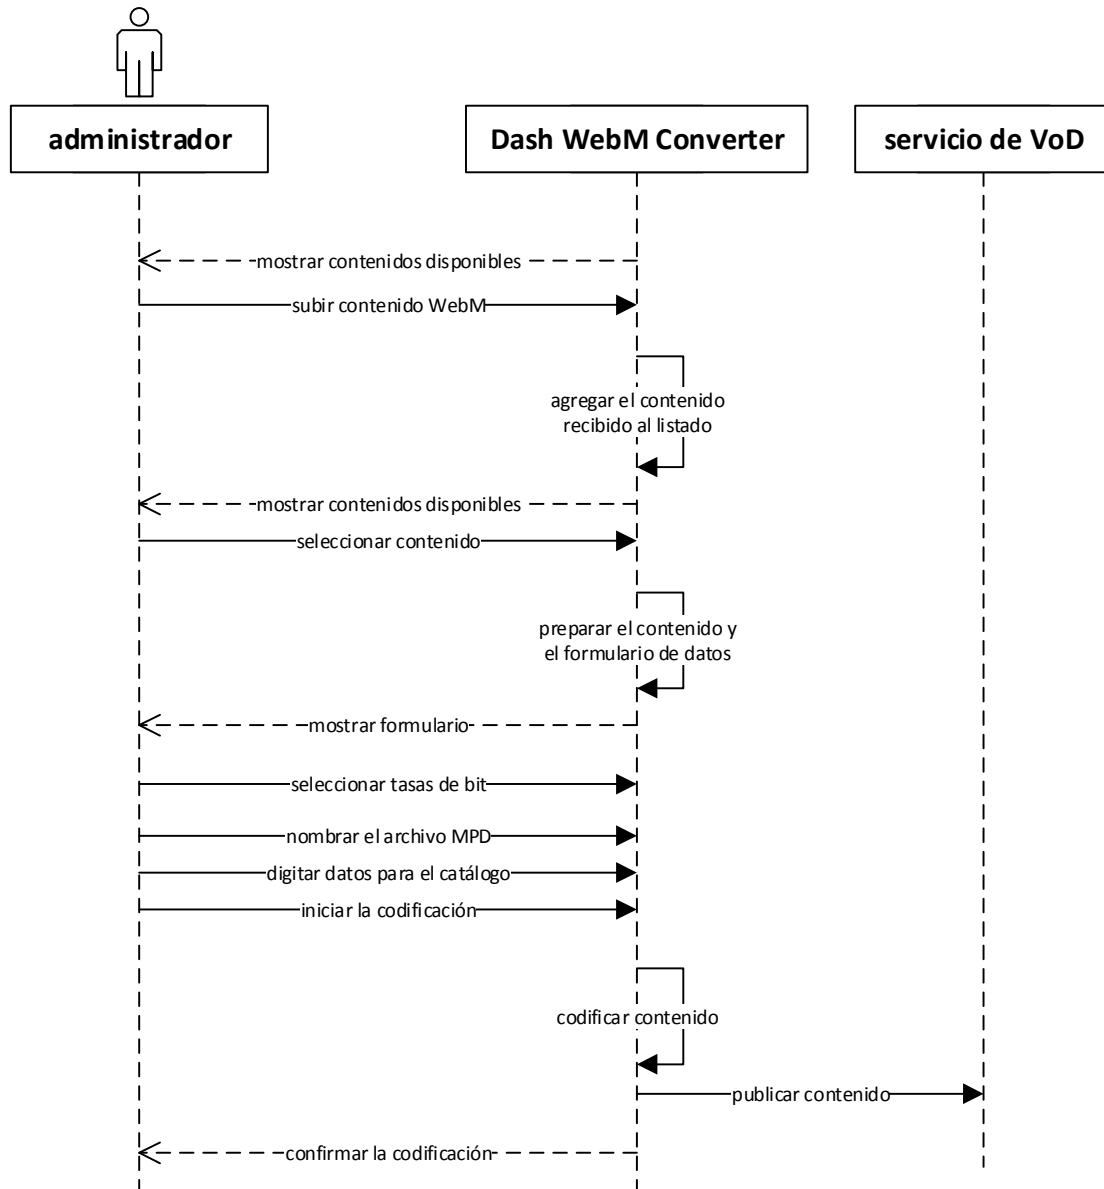 administrador
Dash WebM Converter
servicio de VoD
mostrar contenidos disponibles
subir contenido WebM
agregar el contenido
recibido al listado
mostrar contenidos disponibles
seleccionar contenido
preparar el contenido y
el formulario de datos
mostrar formulario
seleccionar tasas de bit
nombrar el archivo MPD
digitar datos para el catálogo
iniciar la codificación
codificar contenido
publicar contenido
confirmar la codificación